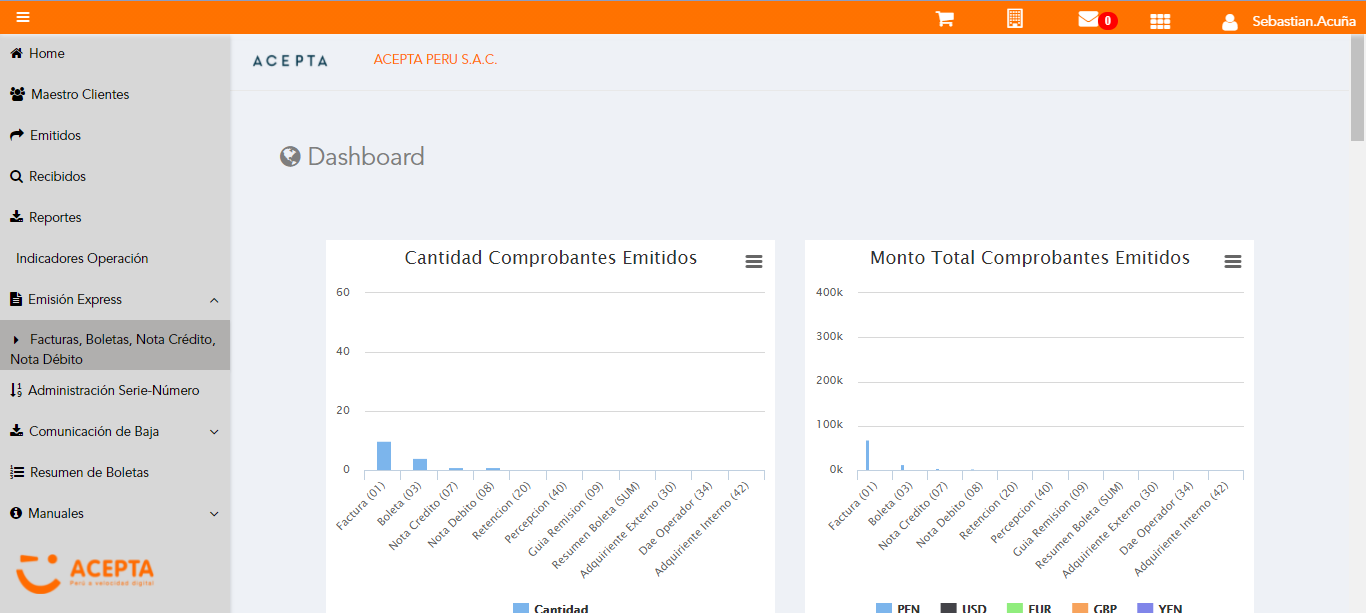 0
Sebastian.Acuña
Home
Maestro Clientes
Emitidos
Recibidos
Reportes
Indicadores Operación
Emisión Express
Facturas, Boletas, Nota Crédito,
Nota Débito
Administración Serie-Número
Comunicación de Baja
Resumen de Boletas
Manuales
ACEPTA
Perú a velocidad digital
ACEPTA
ACEPTA PERU S.A.C.
Dashboard
Cantidad Comprobantes Emitidos
60
40
20
0
Factura (01)
Boleta (03)
Nota Credito (07)
Nota Debito (08)
Retencion (20)
Percepcion (40)
Guia Remision (09)
Resumen Boleta (SUM)
Adquiriente Externo (30)
Dae Operador (34)
Adquiriente Interno (42)
Cantidad
Monto Total Comprobantes Emitidos
400k
300k
200k
100k
0k
Factura (01)
Boleta (03)
Nota Credito (07)
Nota Debito (08)
Retencion (20)
Percepcion (40)
Guia Remision (09)
Resumen Boleta (SUM)
Adquiriente Externo (30)
Dae Operador (34)
Adquiriente Interno (42)
PEN USD EUR GBP YEN